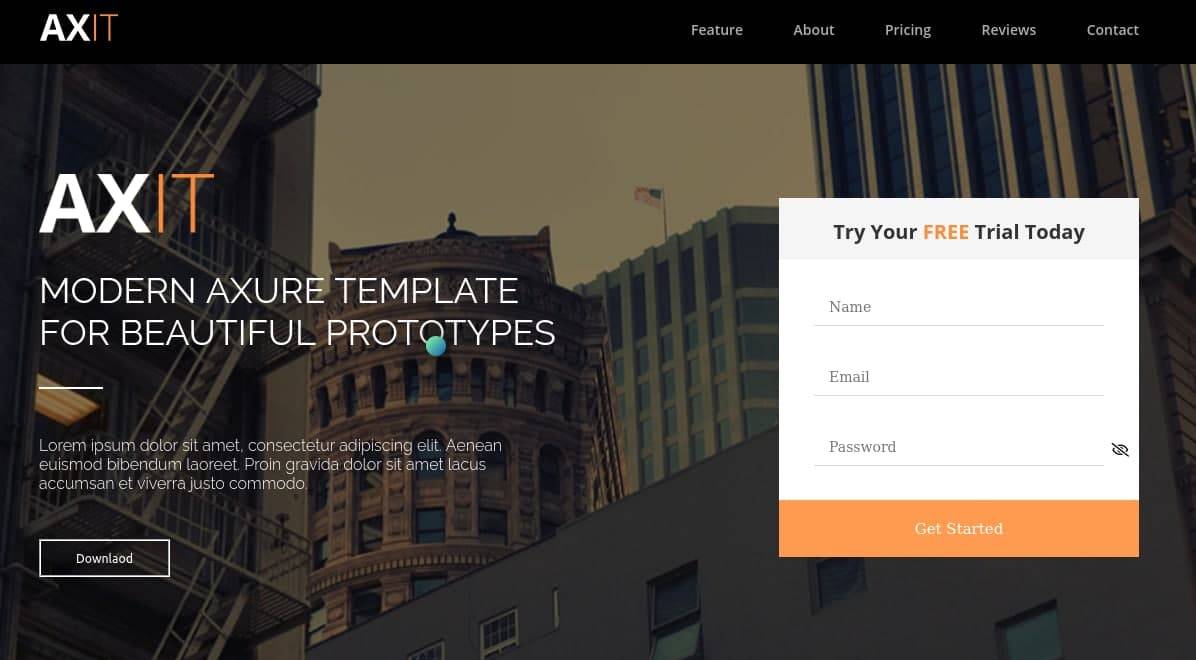 AXIT
Feature
About
Pricing
Reviews
Contact
AXIT
MODERN AXURE TEMPLATE
FOR BEAUTIFUL PROTOTYPES
Lorem ipsum dolor sit amet, consectetur adipiscing elit. Aenean
euismod bibendum laoreet. Proin gravida dolor sit amet lacus
accumsan et viverra justo commodo.
Downlaod
Try Your FREE Trial Today
Name
Email
Password
Get Started